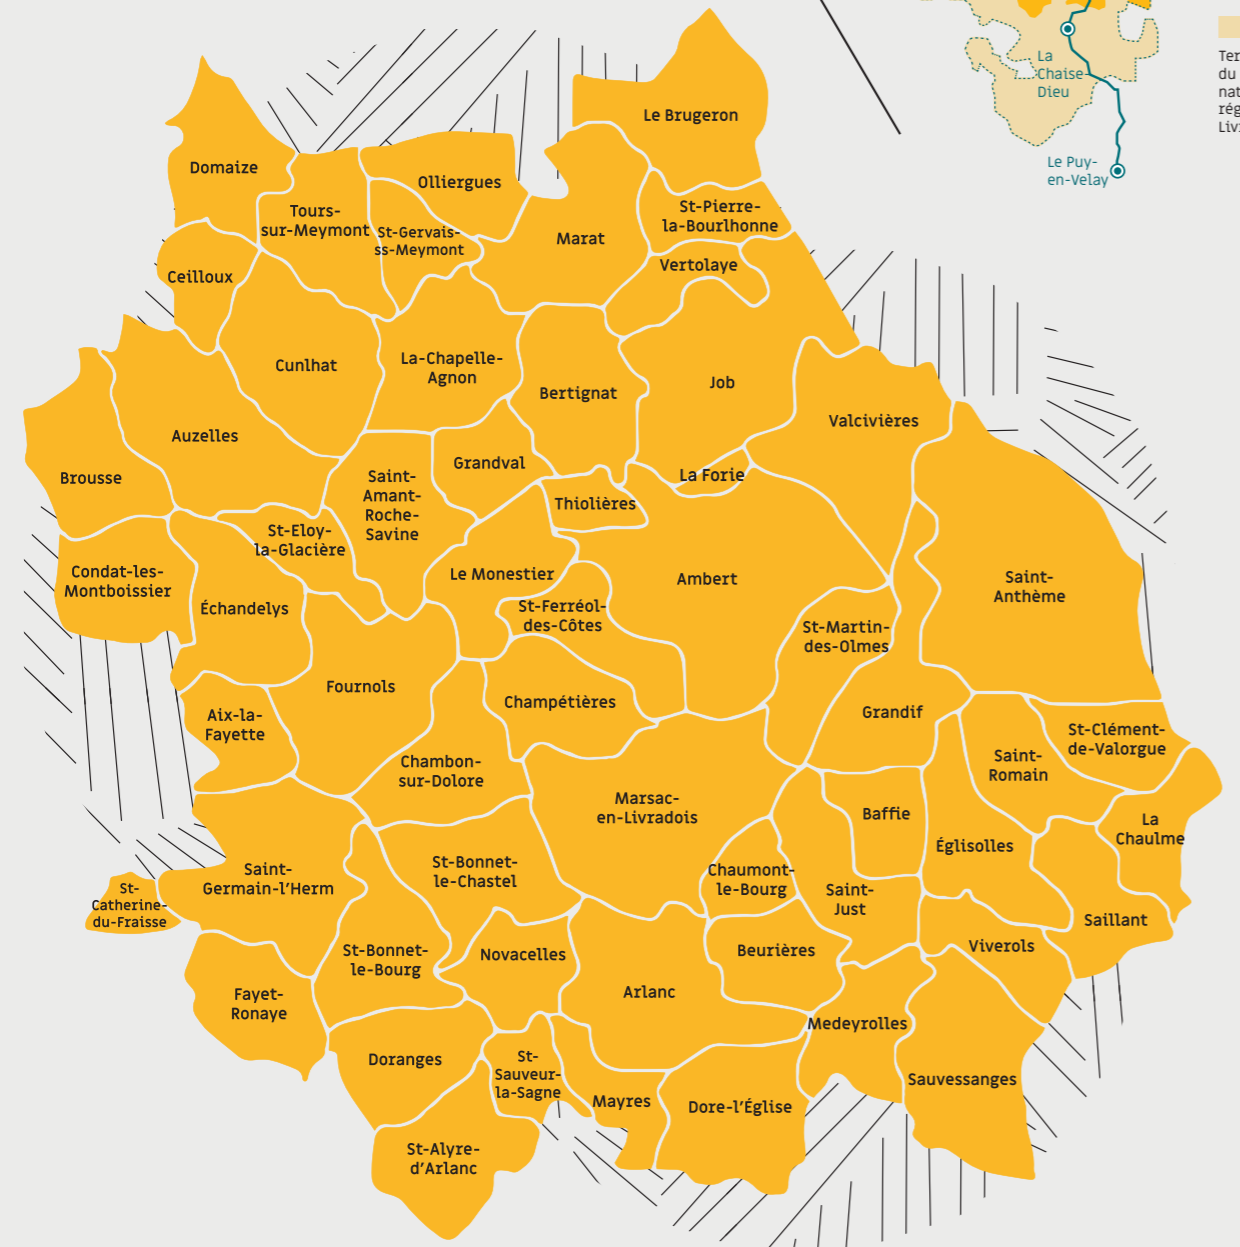 La
Chaise-
Dieu
Le Puy-
en-Velay
Ter
du
nat
rég
Liv
Le Brugeron
Domaize
Olliergues
St-Pierre-
la-Bourlhonne
Tours-
sur-Meymont
St-Gervais-
ss-Meymont
Marat
Vertolaye
Ceilloux
Cunlhat
La-Chapelle-
Agnon
Bertignat
Job
Valcivières
Auzelles
Brousse
Grandval
La Forie
Saint-
Amant-
Roche-
Savine
Thiolières
St-Eloy-
la-Glacière
Condat-les-
Montboissier
Échandelys
Le Monestier
Ambert
Saint-
Anthème
St-Ferréol-
des-Côtes
St-Martin-
des-Olmes
Fournols
Champétières
Grandif
Aix-la-
Fayette
St-Clément-
de-Valorgue
Saint-
Romain
Chambon-
sur-Dolore
Marsac-
en-Livradois
Baffie
La
Chaulme
Églisolles
Saint-
Germain-l'Herm
St-Bonnet-
le-Chastel
Chaumont-
le-Bourg
Saint-
Just
St-
Catherine-
du-Fraisse
Saillant
Viverols
St-Bonnet-
le-Bourg
Novacelles
Beurières
Arlanc
Fayet-
Ronaye
Medeyrolles
Doranges
St-
Sauveur-
la-Sagne
Sauvessanges
Mayres
Dore-l'Église
St-Alyre-
d'Arlanc